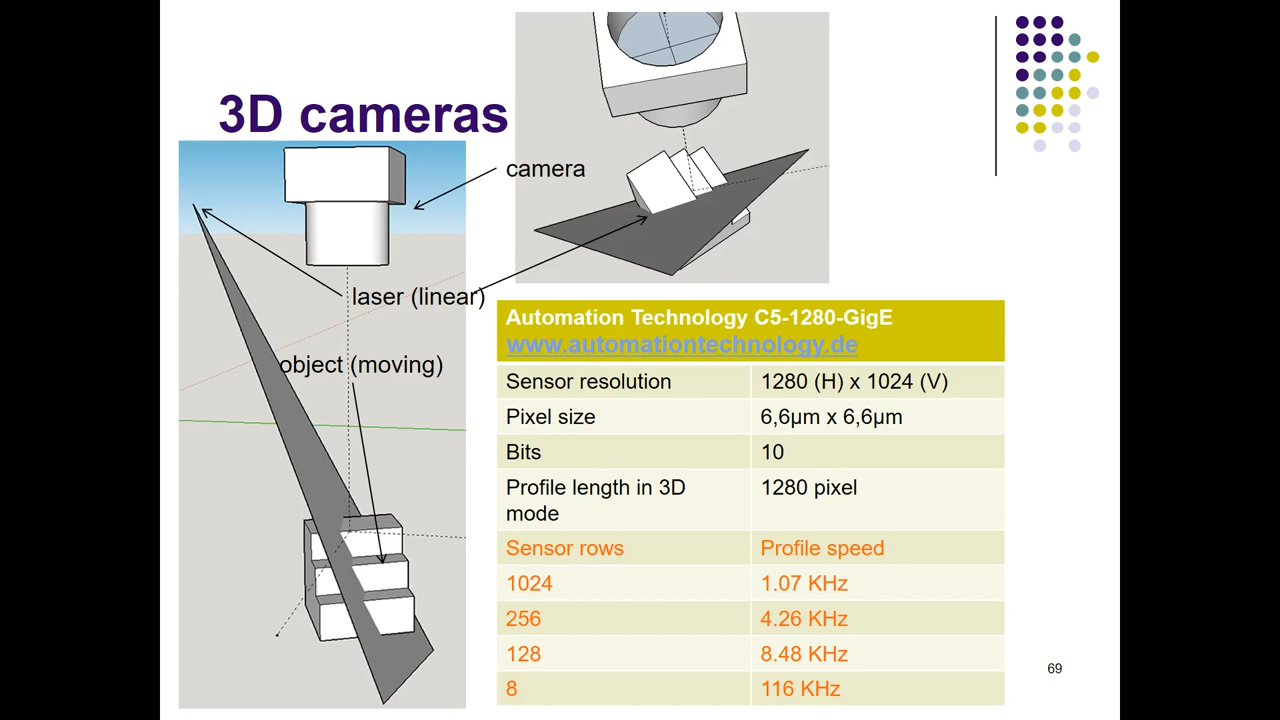 3D cameras
camera
laser (linear)
object (moving)
Automation Technology C5-1280-GigE
www.automationtechnology.de
Sensor resolution 1280 (H) x 1024 (V)
Pixel size 6,6µm x 6,6µm
Bits 10
Profile length in 3D 1280 pixel
mode
Sensor rows Profile speed
1024 1.07 KHz
256 4.26 KHz
128 8.48 KHz
8 116 KHz
69